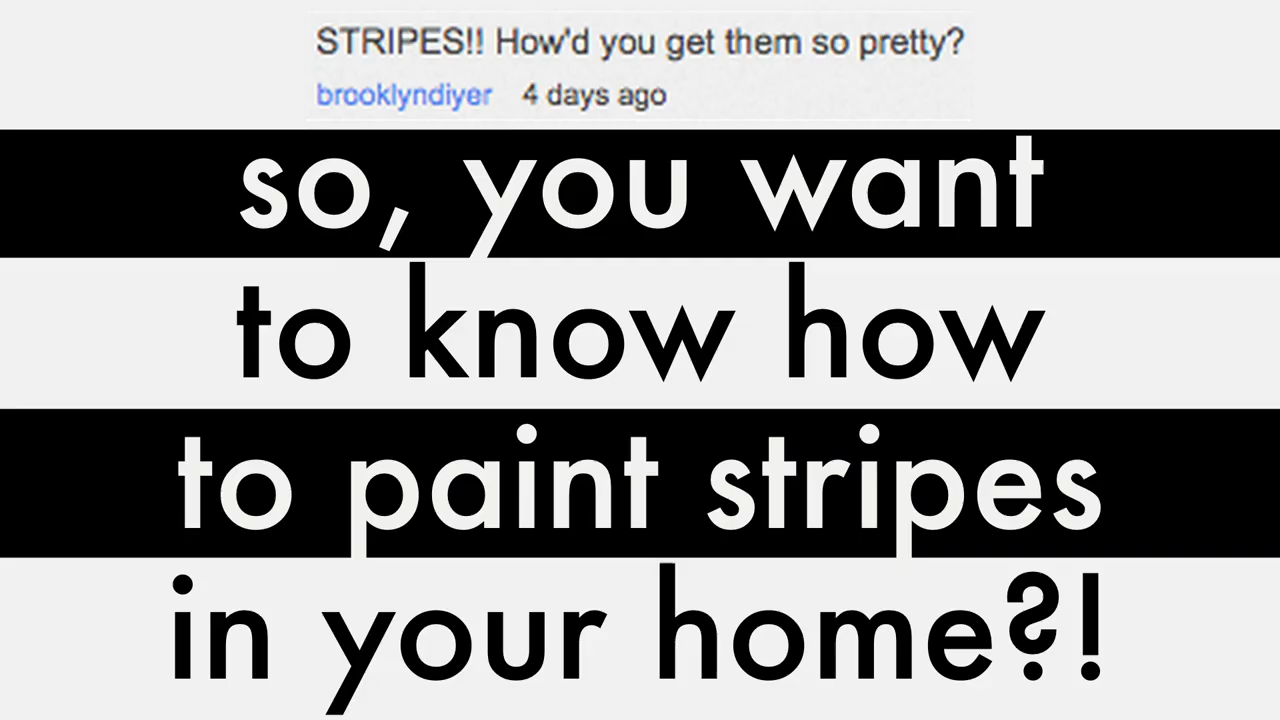 STRIPES!! How'd you get them so pretty?
brooklyndiyer 4 days ago
so, you want
to know how
to paint stripes
in your home?!